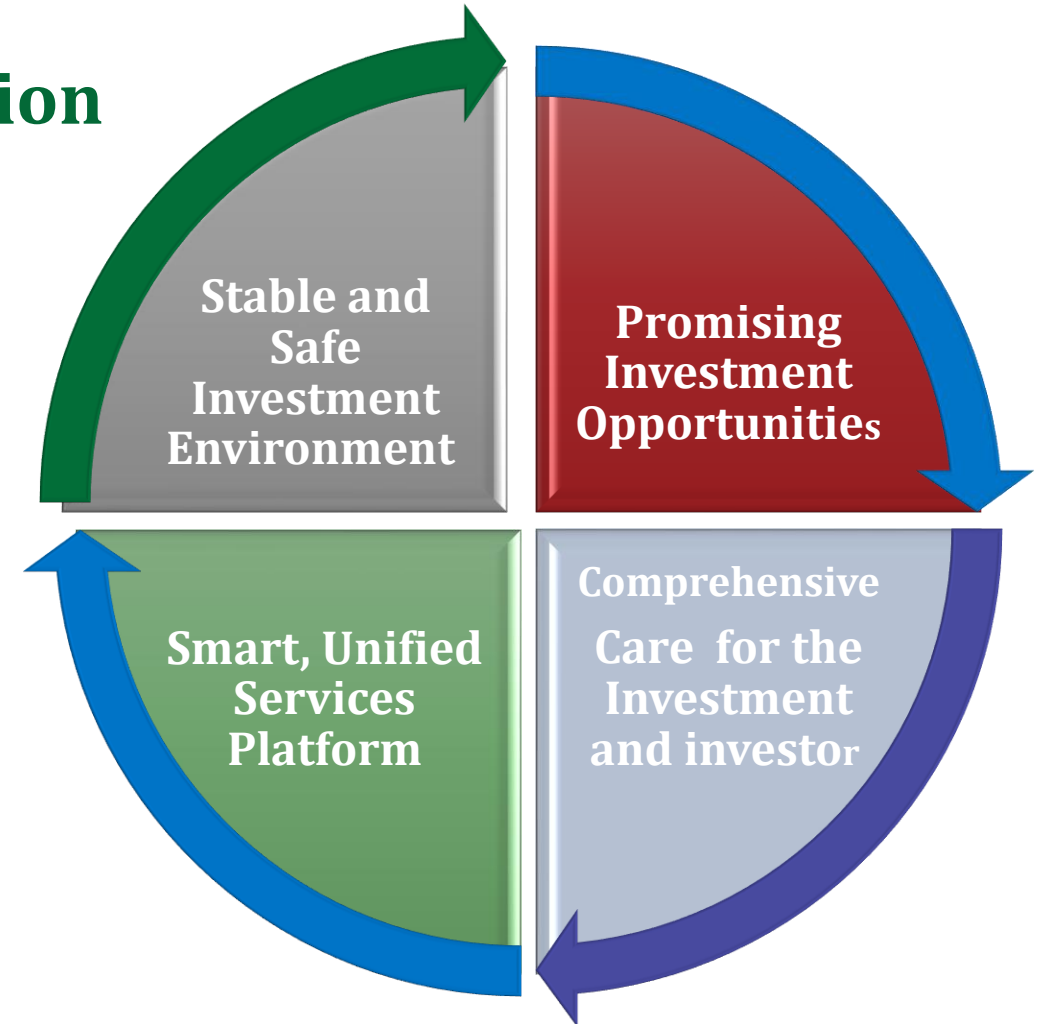 ion
Stable and
Safe
Investment
Environment
Promising
Investment
Opportunities
Smart, Unified
Services
Platform
Comprehensive
Care for the
Investment
and investor